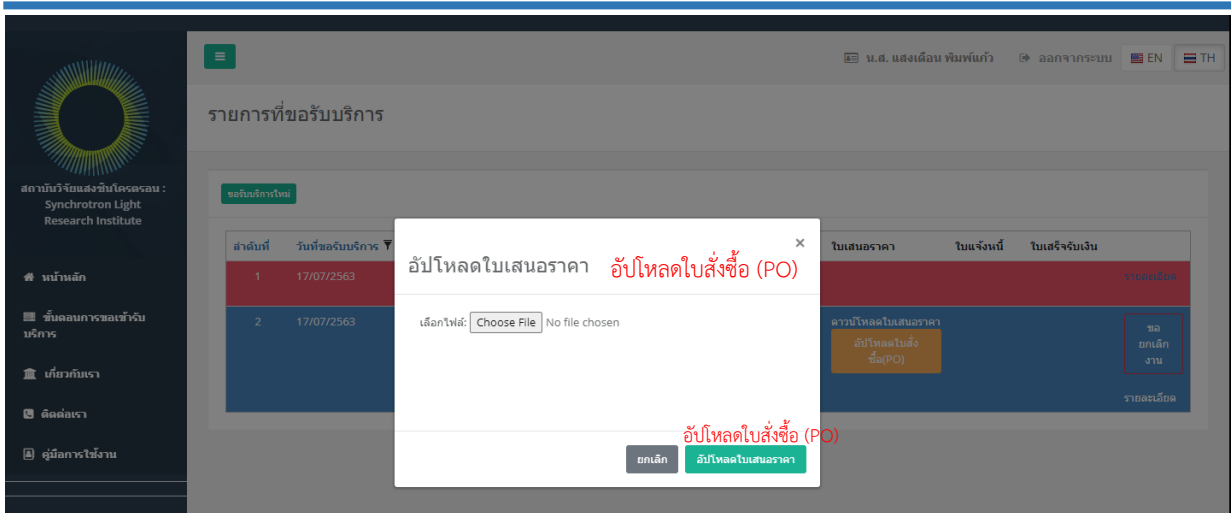 น.ส. แสงเดือน พิมพ์แก้ว ออกจากระบบ EN TH
รายการที่ขอรับบริการ
สถาบันวิจัยแสงซินโครตรอน :
Synchrotron Light
Research Institute
หน้าหลัก
ขั้นตอนการขอเข้ารับ
บริการ
เกี่ยวกับเรา
ติดต่อเรา
คู่มือการใช้งาน
ขอรับบริการใหม่
ลำดับที่ วันที่ขอรับบริการ ใบเสนอราคา ใบแจ้งหนี้ ใบเสร็จรับเงิน
1 17/07/2563 รายละเอียด
2 17/07/2563 ดาวน์โหลดใบเสนอราคา
อัปโหลดใบสั่ง
ซื้อ(PO)
ขอ
ยกเลิก
งาน
รายละเอียด
×
อัปโหลดใบเสนอราคา อัปโหลดใบสั่งซื้อ (PO)
เลือกไฟล์: Choose File No file chosen
อัปโหลดใบสั่งซื้อ (PO)
ยกเลิก อัปโหลดใบเสนอราคา